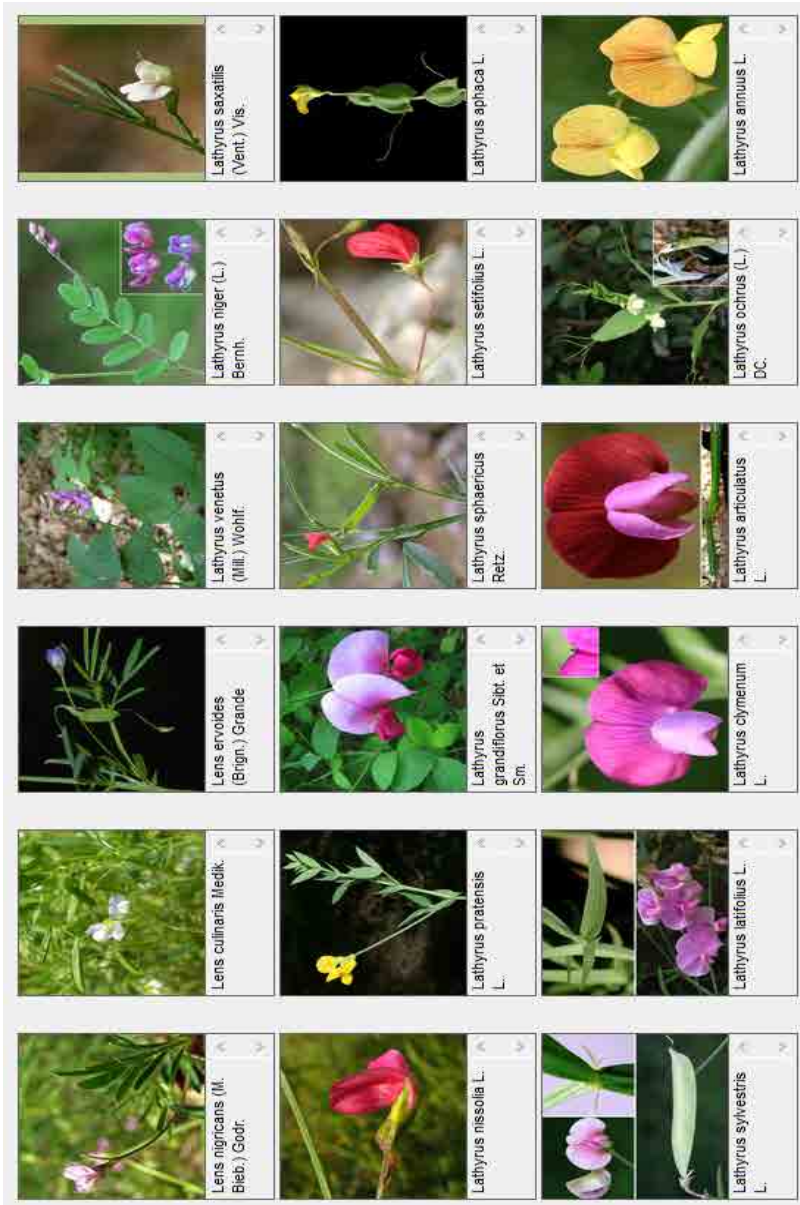 Lens nigricans (M.
Bieb.) Godr.
Lens culinaris Medik.
Lens ervoides
(Brign.) Grande
Lathyrus venetus
(Mill.) Wohlf.
Lathyrus niger (L.)
Bernh.
Lathyrus saxatilis
(Vent.) Vis.
Lathyrus nissolia L.
Lathyrus pratensis
L.
Lathyrus
grandiflorus Sibt. et
Sm.
Lathyrus sphaericus
Retz.
Lathyrus setifolius L.
Lathyrus aphaca L.
Lathyrus sylvestris
L.
Lathyrus latifolius L.
Lathyrus clymenum
L.
Lathyrus articulatus
L.
Lathyrus ochrus (L.)
DC.
Lathyrus annuus L.